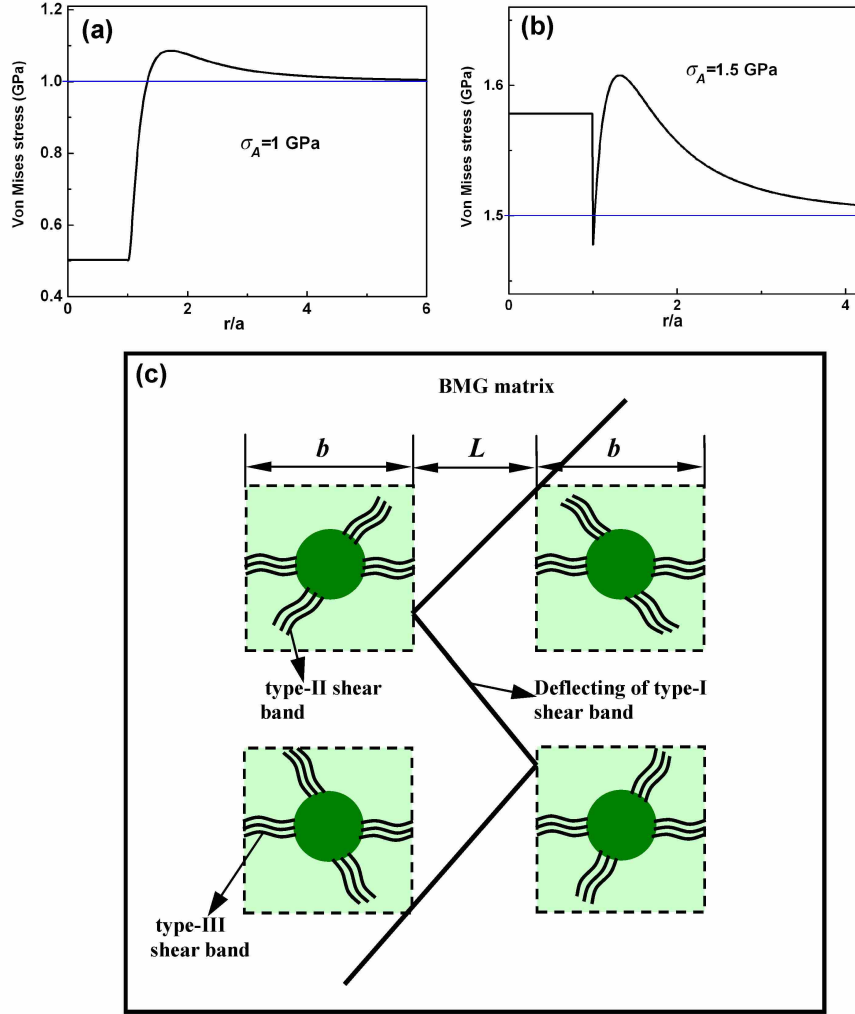 (a)
1.2
1.0
0.8
0.6
0.4
Von Mises stress (GPa)
σA=1 GPa
0 2 4 6
r/a
(b)
1.6
1.5
Von Mises stress (GPa)
σA=1.5 GPa
0 2 4
r/a
(c)
BMG matrix
b L b
type-II shear
band
Deflecting of type-I
shear band
type-III
shear band